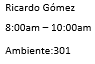 Ricardo Gómez
8:00am – 10:00am
Ambiente:301